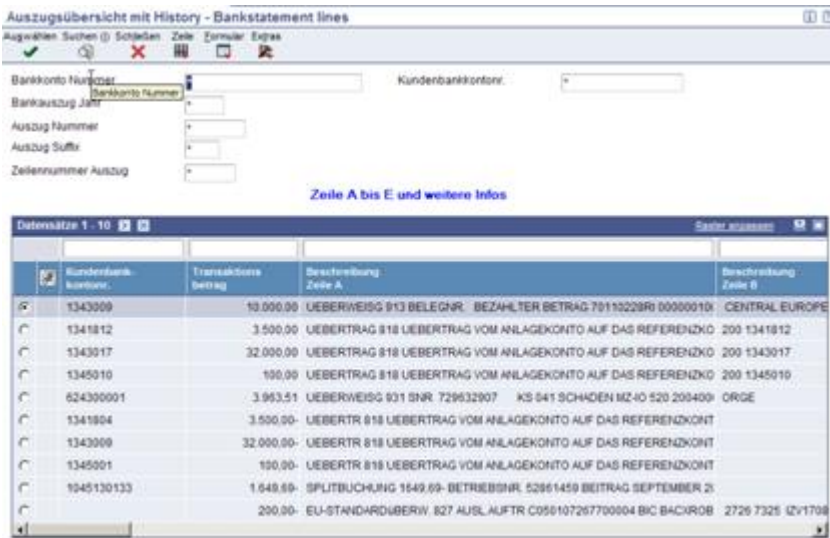 Auszugsübersicht mit History - Bankstatement lines
Auswählen Suchen (I) Schließen Zeile Formular Extras
Bankkonto Nummer * Kundenbankkontonr. *
Bankkonto Nummer
Bankauszug Jahr *
Auszug Nummer *
Auszug Suffix *
Zeilennummer Auszug *
Zeile A bis E und weitere Infos
Datensätze 1 - 10 Raster anpassen
Kundenbank- Transaktions Beschreibung Beschreibung
kontonr. betrag Zeile A Zeile B
1343009 10.000,00 UEBERWEISG 913 BELEGNR. BEZAHLTER BETRAG CENTRAL EUROPE
1341812 3.500,00 UEBERTRAG 818 UEBERTRAG VOM ANLAGEKONTO AUF DAS REFERENZKO 200 1341812
1343017 32.000,00 UEBERTRAG 818 UEBERTRAG VOM ANLAGEKONTO AUF DAS REFERENZKO 200 1343017
1345010 100,00 UEBERTRAG 818 UEBERTRAG VOM ANLAGEKONTO AUF DAS REFERENZKO 200 1345010
624300001 3.963,51 UEBERWEISG 931 SNR. 729632907 KS 041 SCHADEN MZ-IO 520 ORGE
1341804 3.500,00- UEBERTR 818 UEBERTRAG VOM ANLAGEKONTO AUF DAS REFERENZKONT
1343009 32.000,00- UEBERTR 818 UEBERTRAG VOM ANLAGEKONTO AUF DAS REFERENZKONT
1345001 100,00- UEBERTR 818 UEBERTRAG VOM ANLAGEKONTO AUF DAS REFERENZKONT
1045130133 1.649,69- SPLITBUCHUNG 1649,69- BETRIEBSNR. 52861459 BEITRAG SEPTEMBER
200,00- EU-STANDARDüBERW. 827 AUSL.AUFTR C050107267700004 BIC BACXROB 2726 7325 IZV1708